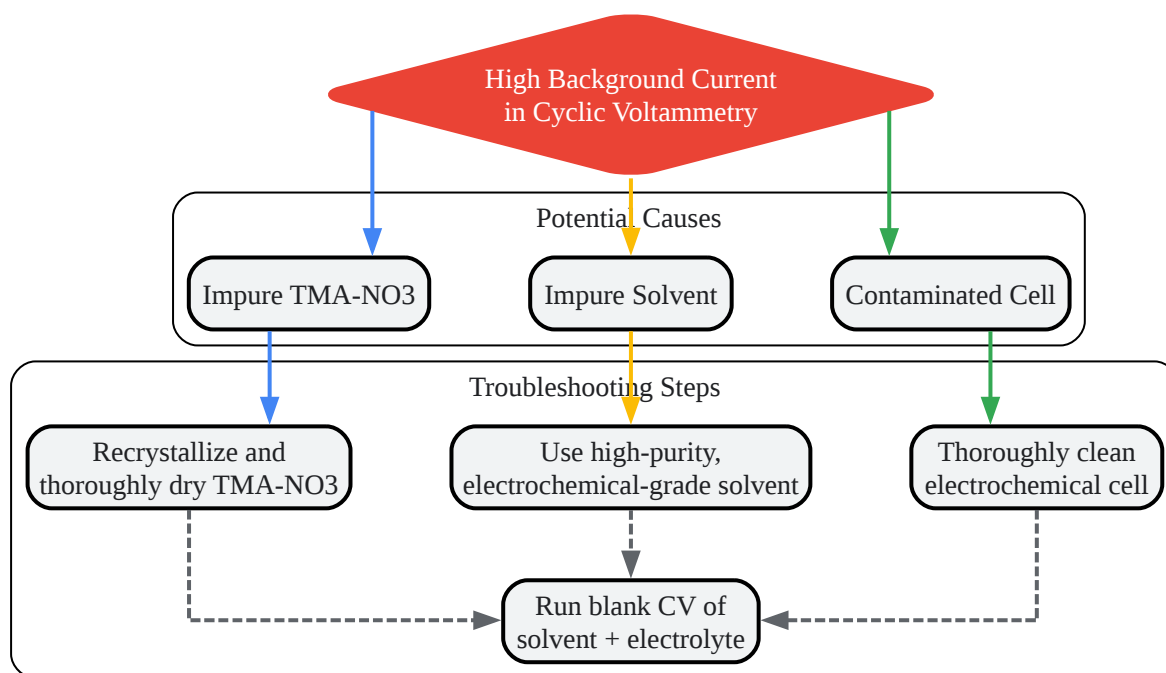 High Background Current
in Cyclic Voltammetry
Potential Causes
Impure TMA-NO3
Impure Solvent
Contaminated Cell
Troubleshooting Steps
Recrystallize and
thoroughly dry TMA-NO3
Use high-purity,
electrochemical-grade solvent
Thoroughly clean
electrochemical cell
Run blank CV of
solvent + electrolyte